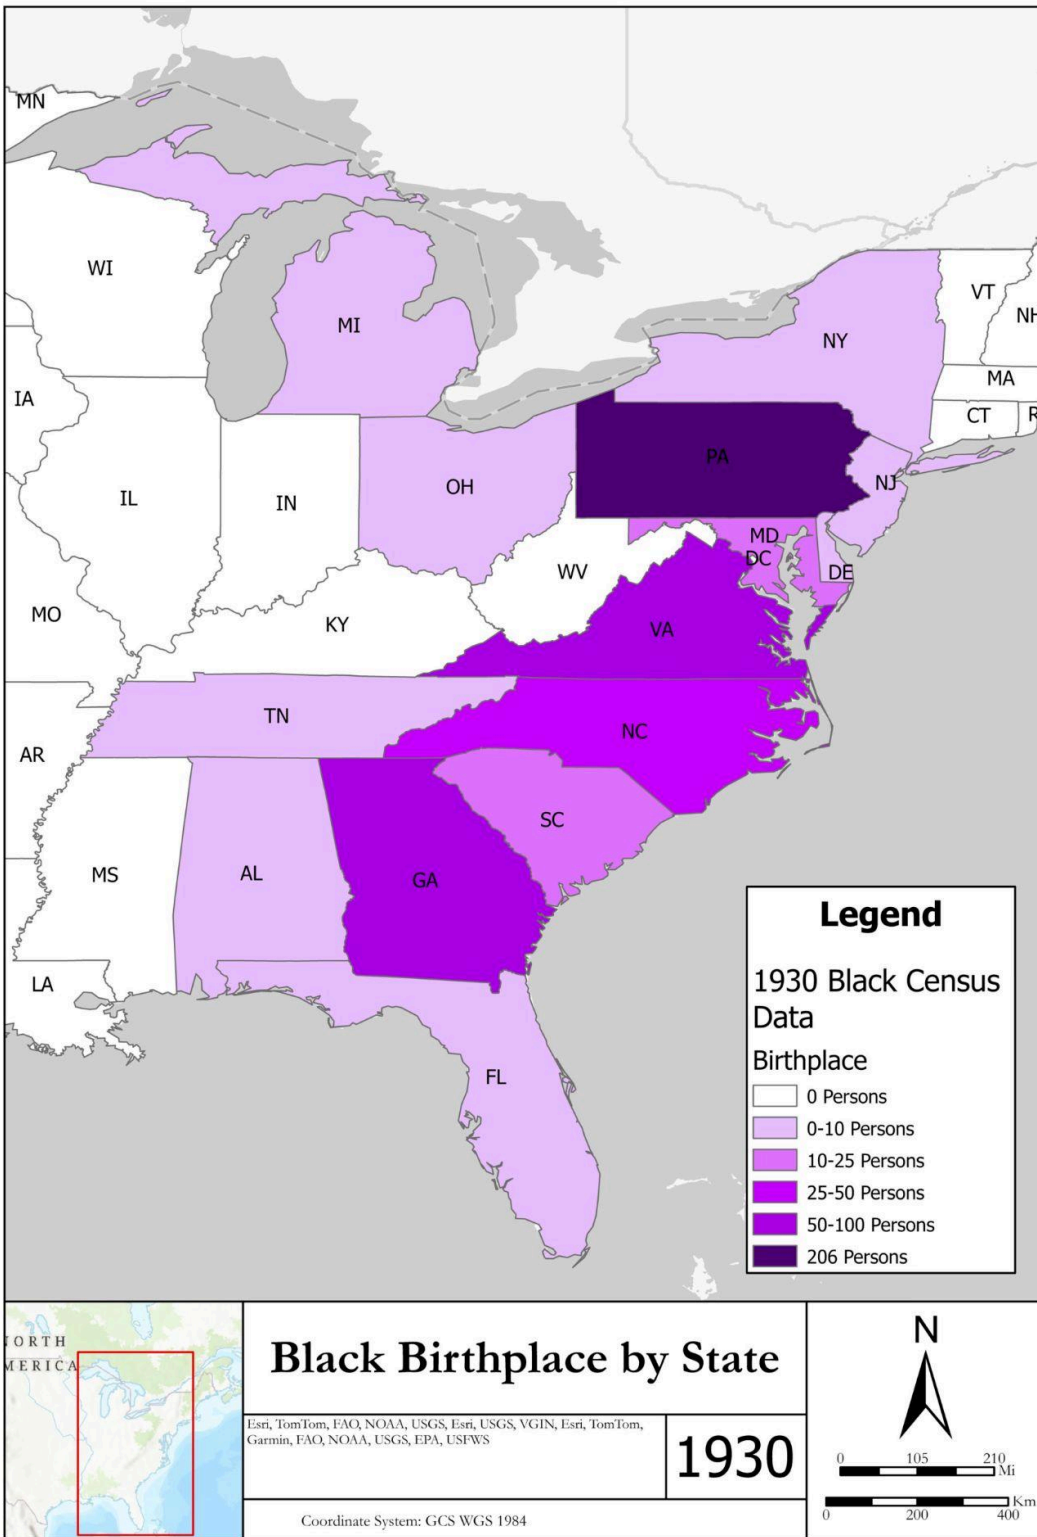 MN
WI
MI
VT
NH
NY
IA
MA
CT
R
PA
OH
NJ
IL
IN
MD
DC
WV
DE
MO
KY
VA
TN
NC
AR
SC
MS
AL
GA
LA
FL
Legend
1930 Black Census
Data
Birthplace
0 Persons
0-10 Persons
10-25 Persons
25-50 Persons
50-100 Persons
206 Persons
NORTH
MERICA
Black Birthplace by State
Esri, TomTom, FAO, NOAA, USGS, Esri, USGS, VGIN, Esri, TomTom,
Garmin, FAO, NOAA, USGS, EPA, USFWS
1930
Coordinate System: GCS WGS 1984
N
0 105 210
Mi
Km
0 200 400